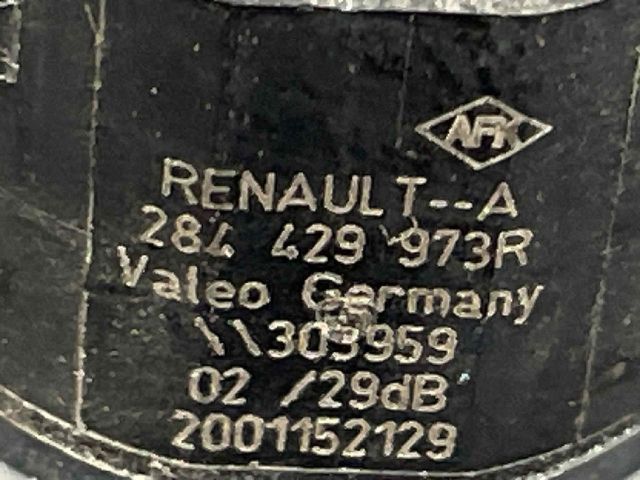 AFK
RENAULT--A
284 429 973R
Valeo Germany
\\303959
02 /29dB
2001152129